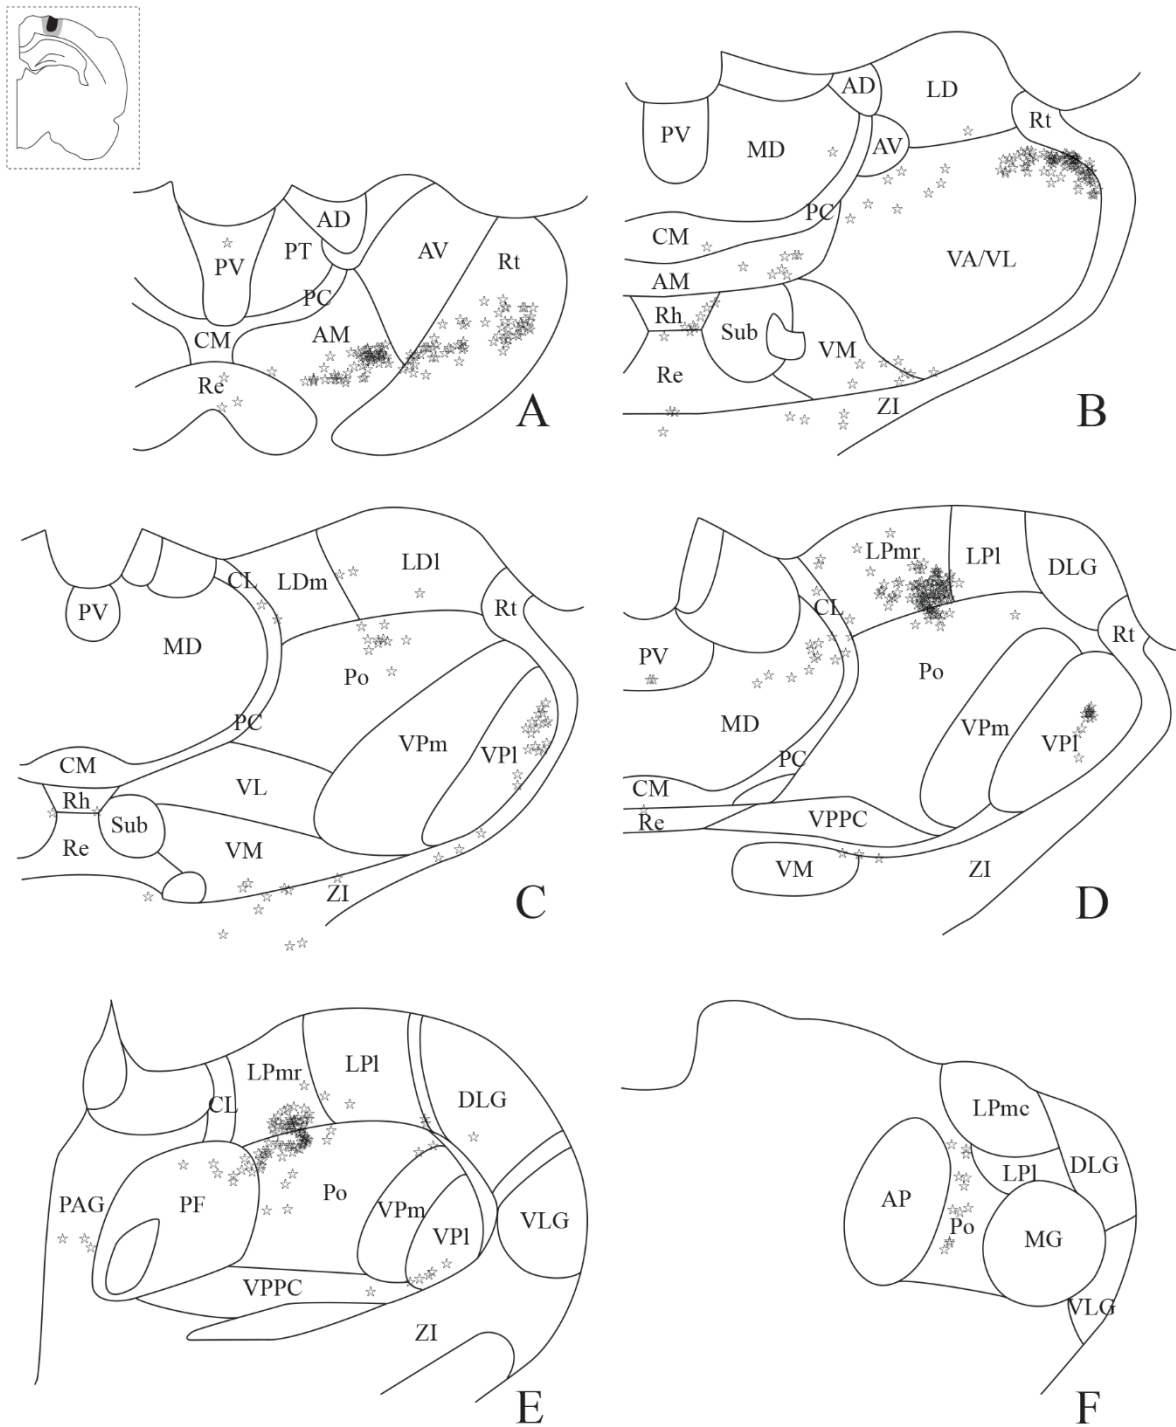 PV
PT
AD
AV
Rt
PC
CM
AM
Re
A
PV
MD
AD
LD
Rt
AV
PC
CM
AM
VA/VL
Rh
Sub
VM
Re
ZI
B
PV
MD
CL
LDm
LDl
Rt
Po
PC
VPm
VPl
CM
VL
Rh
Sub
Re
VM
ZI
C
LPmr
LPl
DLG
CL
Rt
PV
Po
MD
VPm
VPl
PC
CM
Re
VPPC
VM
ZI
D
LPmr
LPl
DLG
CL
PAG
PF
Po
VPm
VPl
VLG
VPPC
ZI
E
LPmc
LPl
DLG
AP
Po
MG
VLG
F